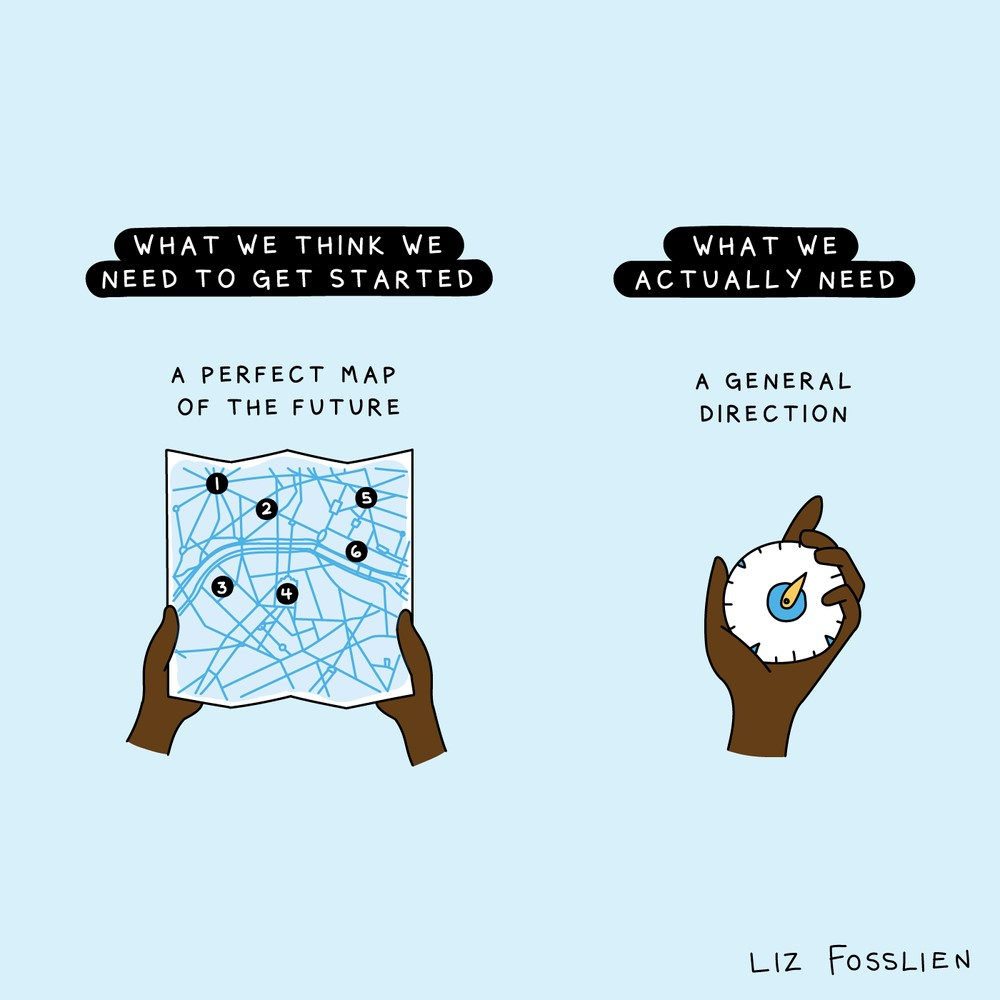 WHAT WE THINK WE
NEED TO GET STARTED
A PERFECT MAP
OF THE FUTURE
1
2
5
6
3
4
WHAT WE
ACTUALLY NEED
A GENERAL
DIRECTION
LIZ FOSSLIEN